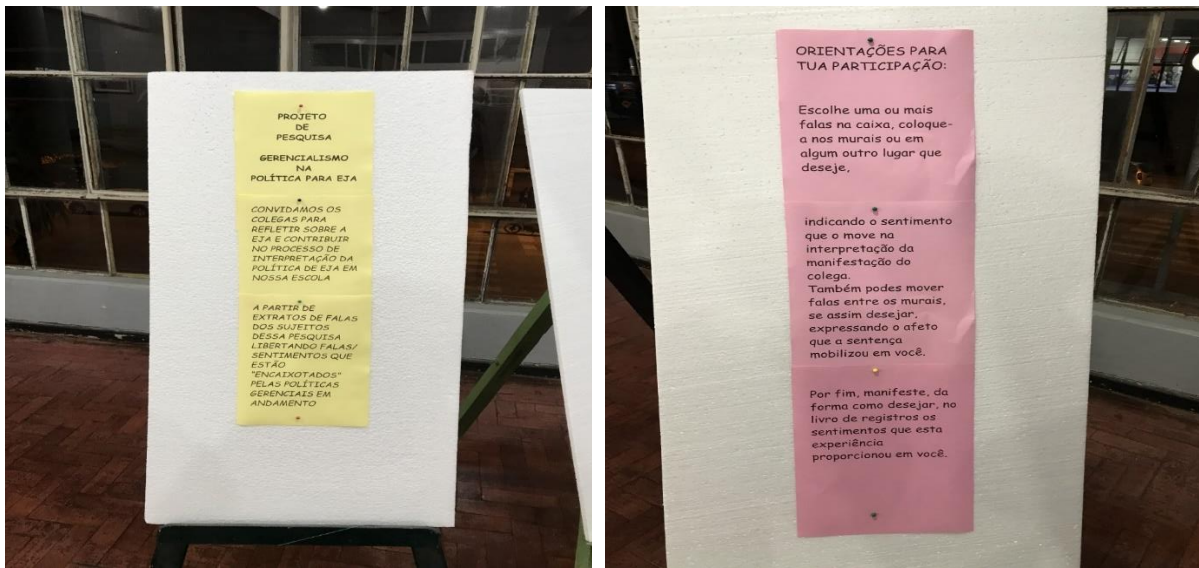 PROJETO
DE
PESQUISA
GERENCIALISMO
NA
POLÍTICA PARA EJA
CONVIDAMOS OS
COLEGAS PARA
REFLETIR SOBRE A
EJA E CONTRIBUIR
NO PROCESSO DE
INTERPRETAÇÃO DA
POLÍTICA DE EJA EM
NOSSA ESCOLA
A PARTIR DE
EXTRATOS DE FALAS
DOS SUJEITOS
DESSA PESQUISA
LIBERTANDO FALAS/
SENTIMENTOS QUE
ESTÃO
"ENCAIXOTADOS"
PELAS POLÍTICAS
GERENCIAIS EM
ANDAMENTO
ORIENTAÇÕES PARA
TUA PARTICIPAÇÃO:
Escolhe uma ou mais
falas na caixa, coloque-
a nos murais ou em
algum outro lugar que
deseje,
indicando o sentimento
que o move na
interpretação da
manifestação do
colega.
Também podes mover
falas entre os murais,
se assim desejar,
expressando o afeto
que a sentença
mobilizou em você.
Por fim, manifeste, da
forma como desejar, no
livro de registros os
sentimentos que esta
experiência
proporcionou em você.